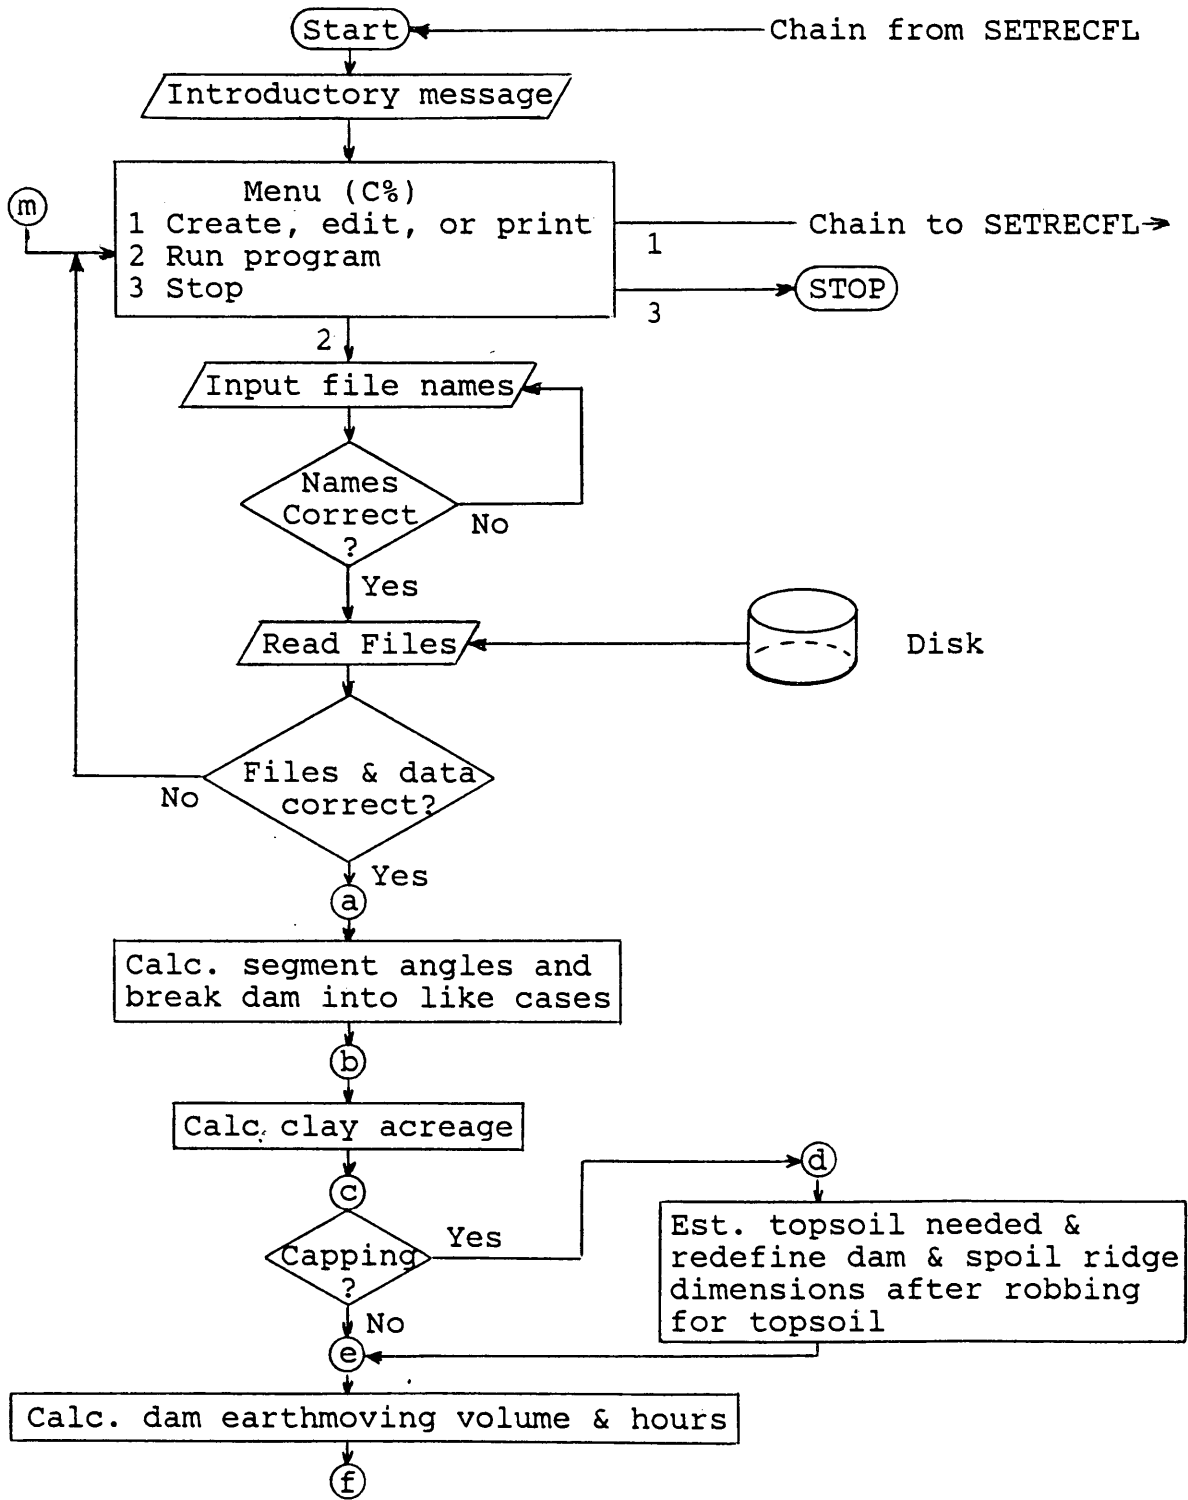 Start
Chain from SETRECFL
Introductory message
m
Menu (C%)
1 Create, edit, or print
2 Run program
3 Stop
1
Chain to SETRECFL
3
STOP
2
Input file names
Names
Correct
?
No
Yes
Read Files
Disk
Files & data
correct?
No
Yes
a
Calc. segment angles and
break dam into like cases
b
Calc. clay acreage
c
Capping
?
Yes
d
Est. topsoil needed &
redefine dam & spoil ridge
dimensions after robbing
for topsoil
No
e
Calc. dam earthmoving volume & hours
f